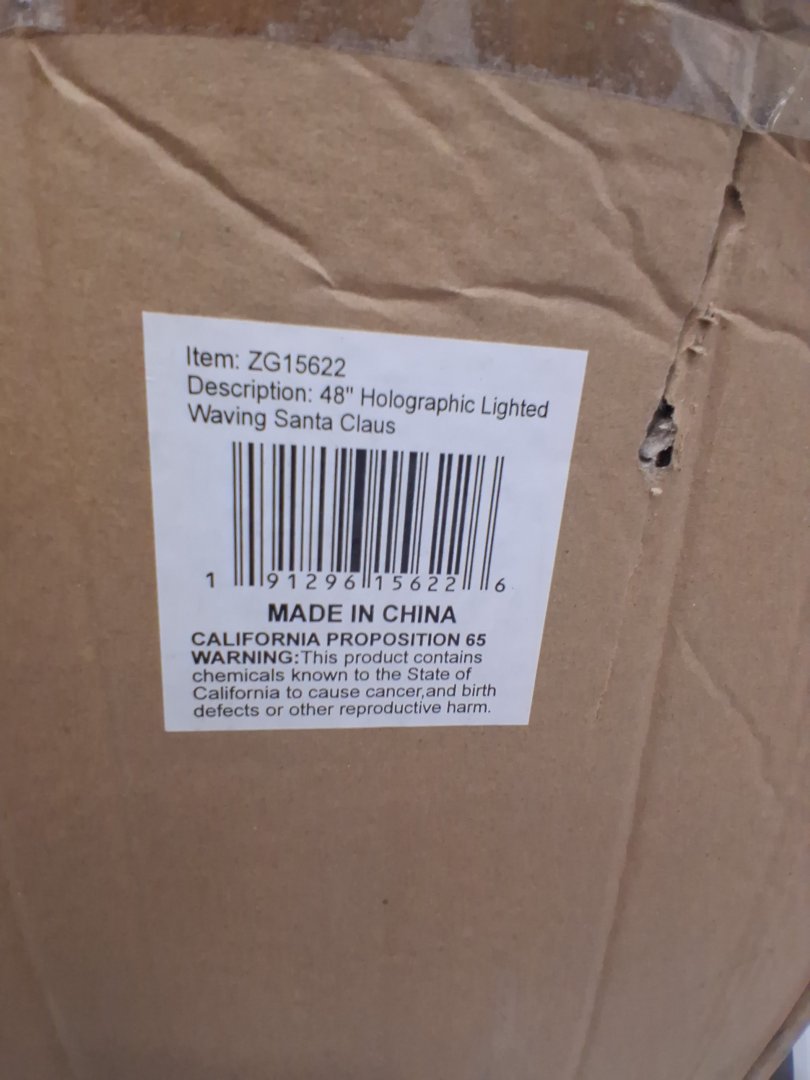 Item: ZG15622
Description: 48" Holographic Lighted
Waving Santa Claus
1 91296 15622 6
MADE IN CHINA
CALIFORNIA PROPOSITION 65
WARNING:This product contains
chemicals known to the State of
California to cause cancer,and birth
defects or other reproductive harm.